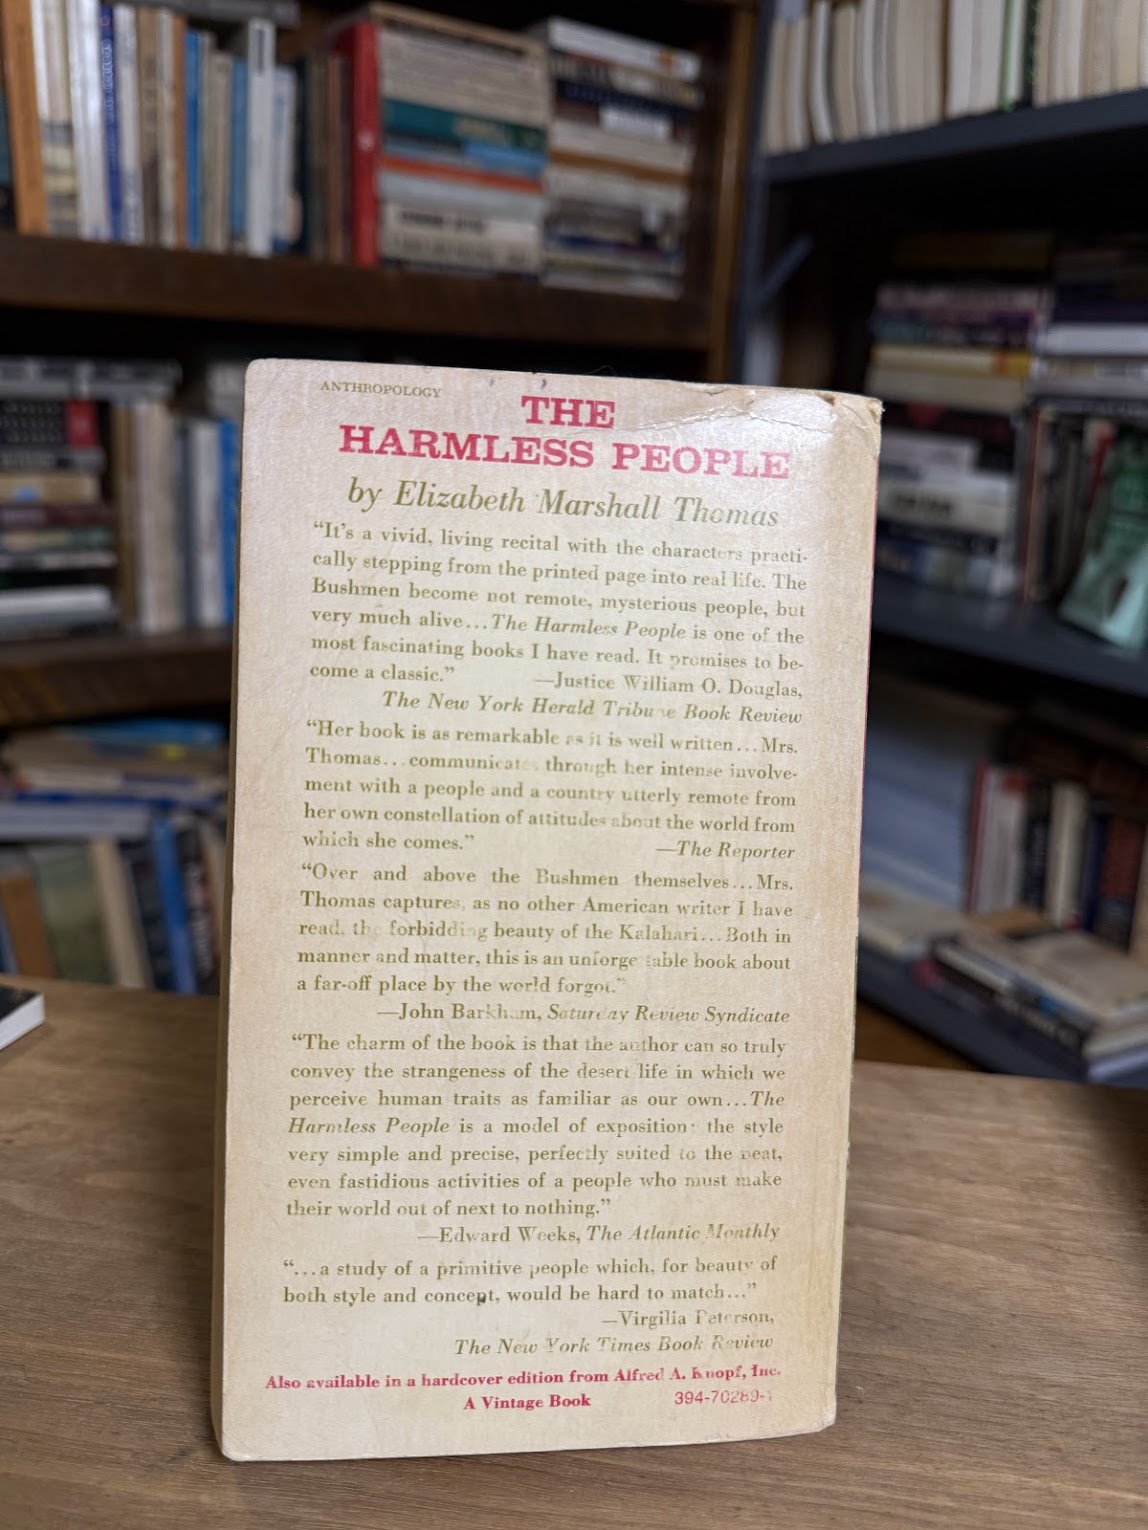 ANTHROPOLOGY
THE
HARMLESS PEOPLE
by Elizabeth Marshall Thomas
“It’s a vivid, living recital with the characters practi-
cally stepping from the printed page into real life. The
Bushmen become not remote, mysterious people, but
very much alive...The Harmless People is one of the
most fascinating books I have read. It promises to be-
come a classic.” —Justice William O. Douglas,
The New York Herald Tribune Book Review
“Her book is as remarkable as it is well written...Mrs.
Thomas...communicates through her intense involve-
ment with a people and a country utterly remote from
her own constellation of attitudes about the world from
which she comes.” —The Reporter
“Over and above the Bushmen themselves...Mrs.
Thomas captures, as no other American writer I have
read, the forbidding beauty of the Kalahari...Both in
manner and matter, this is an unforgettable book about
a far-off place by the world forgot.”
—John Barkham, Saturday Review Syndicate
“The charm of the book is that the author can so truly
convey the strangeness of the desert life in which we
perceive human traits as familiar as our own...The
Harmless People is a model of exposition: the style
very simple and precise, perfectly suited to the neat,
even fastidious activities of a people who must make
their world out of next to nothing.”
—Edward Weeks, The Atlantic Monthly
“...a study of a primitive people which, for beauty of
both style and concept, would be hard to match...”
—Virgilia Peterson,
The New York Times Book Review
Also available in a hardcover edition from Alfred A. Knopf, Inc.
A Vintage Book 394-70289-1